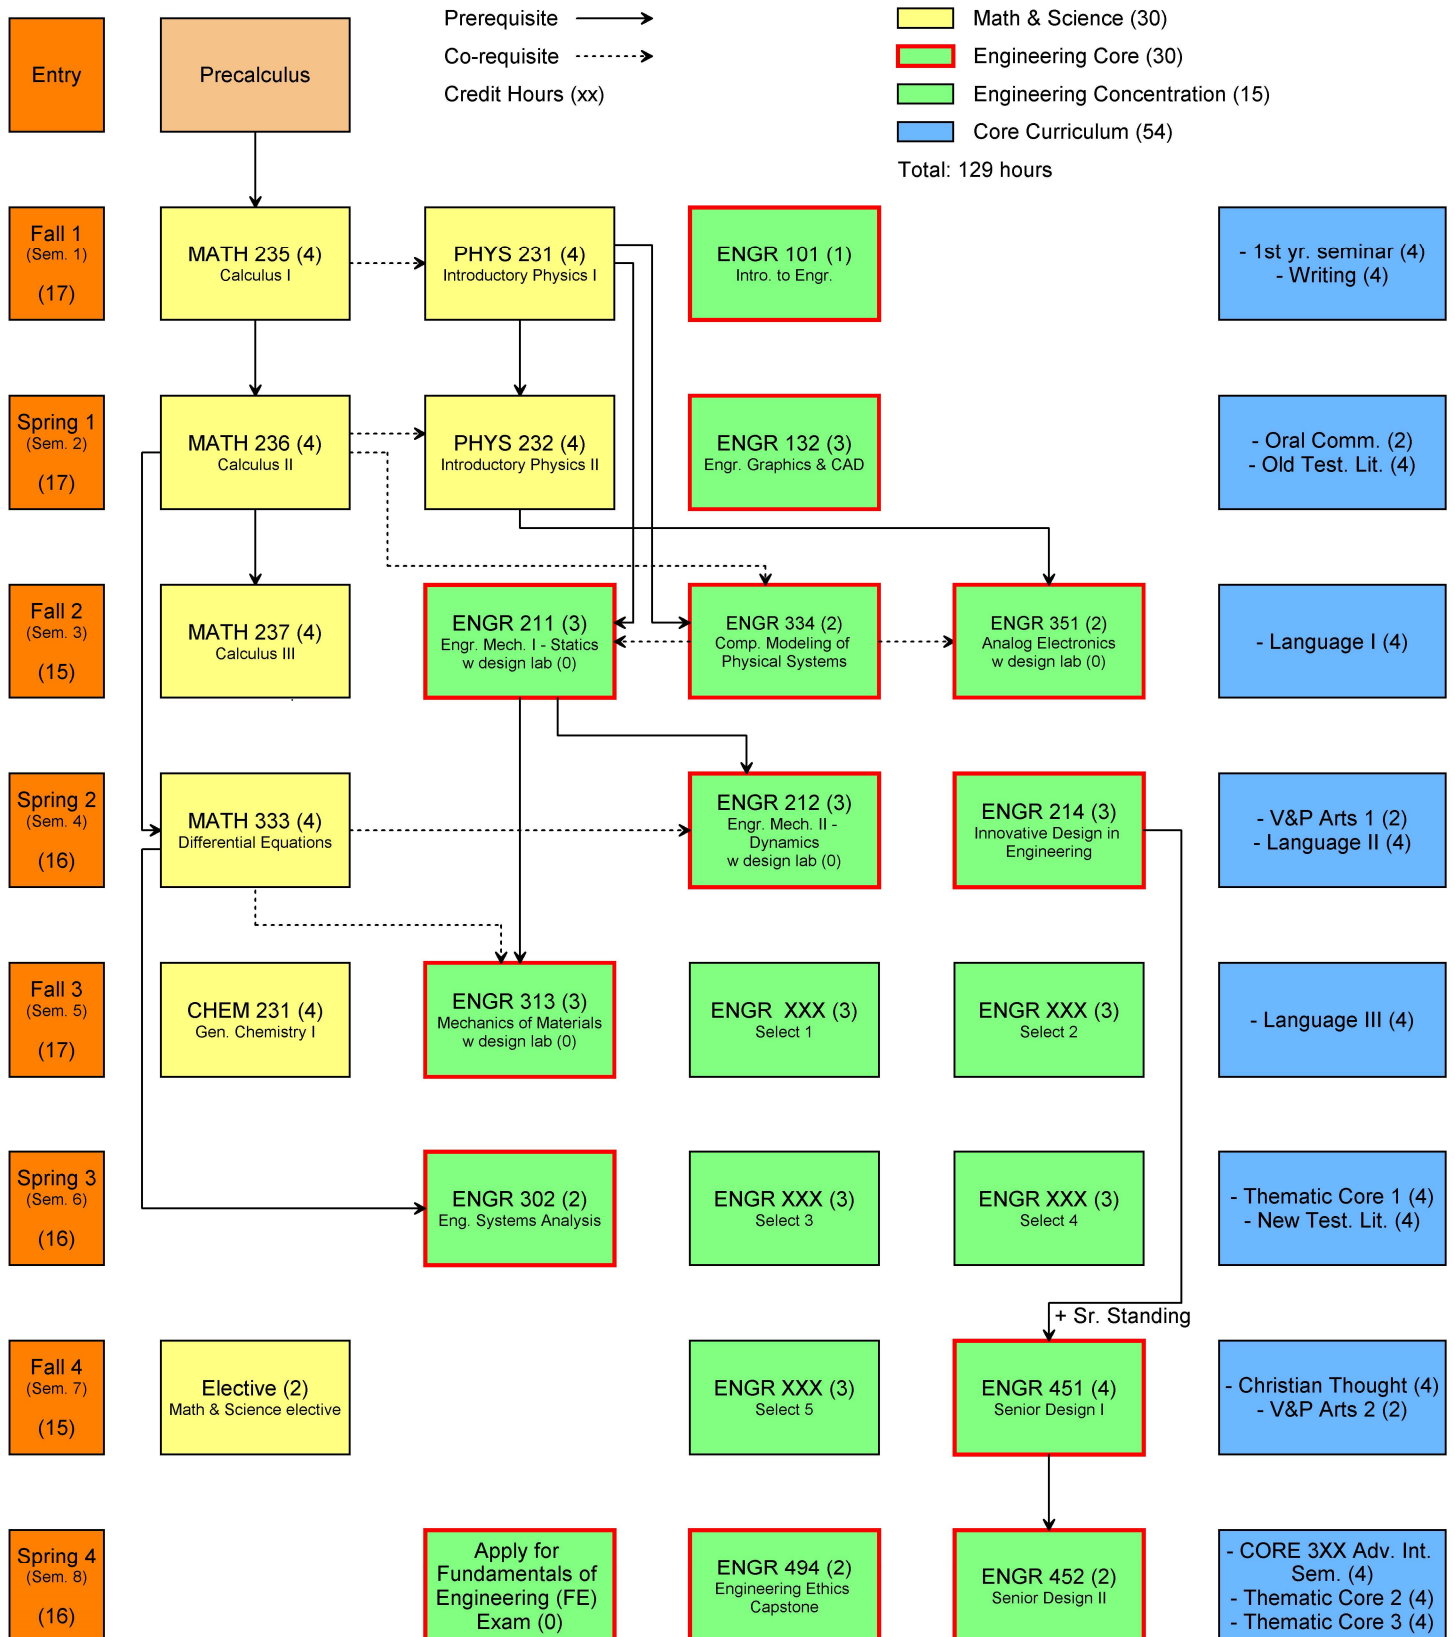 Prerequisite
Co-requisite
Credit Hours (xx)
Math & Science (30)
Engineering Core (30)
Engineering Concentration (15)
Core Curriculum (54)
Total: 129 hours
Entry
Precalculus
Fall 1
(Sem. 1)
(17)
MATH 235 (4)
Calculus I
PHYS 231 (4)
Introductory Physics I
ENGR 101 (1)
Intro. to Engr.
- 1st yr. seminar (4)
- Writing (4)
Spring 1
(Sem. 2)
(17)
MATH 236 (4)
Calculus II
PHYS 232 (4)
Introductory Physics II
ENGR 132 (3)
Engr. Graphics & CAD
- Oral Comm. (2)
- Old Test. Lit. (4)
Fall 2
(Sem. 3)
(15)
MATH 237 (4)
Calculus III
ENGR 211 (3)
Engr. Mech. I - Statics
w design lab (0)
ENGR 334 (2)
Comp. Modeling of
Physical Systems
ENGR 351 (2)
Analog Electronics
w design lab (0)
- Language I (4)
Spring 2
(Sem. 4)
(16)
MATH 333 (4)
Differential Equations
ENGR 212 (3)
Engr. Mech. II -
Dynamics
w design lab (0)
ENGR 214 (3)
Innovative Design in
Engineering
- V&P Arts 1 (2)
- Language II (4)
Fall 3
(Sem. 5)
(17)
CHEM 231 (4)
Gen. Chemistry I
ENGR 313 (3)
Mechanics of Materials
w design lab (0)
ENGR XXX (3)
Select 1
ENGR XXX (3)
Select 2
- Language III (4)
Spring 3
(Sem. 6)
(16)
ENGR 302 (2)
Eng. Systems Analysis
ENGR XXX (3)
Select 3
ENGR XXX (3)
Select 4
- Thematic Core 1 (4)
- New Test. Lit. (4)
+ Sr. Standing
Fall 4
(Sem. 7)
(15)
Elective (2)
Math & Science elective
ENGR XXX (3)
Select 5
ENGR 451 (4)
Senior Design I
- Christian Thought (4)
- V&P Arts 2 (2)
Spring 4
(Sem. 8)
(16)
Apply for
Fundamentals of
Engineering (FE)
Exam (0)
ENGR 494 (2)
Engineering Ethics
Capstone
ENGR 452 (2)
Senior Design II
- CORE 3XX Adv. Int.
Sem. (4)
- Thematic Core 2 (4)
- Thematic Core 3 (4)